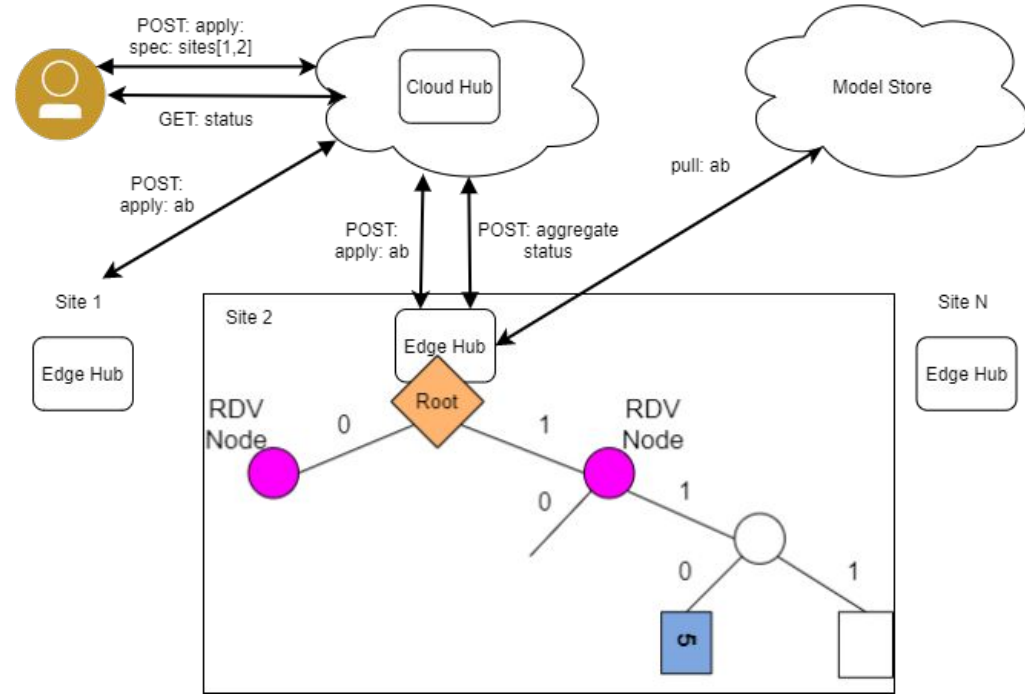 POST: apply:
spec: sites[1,2]
GET: status
Cloud Hub
Model Store
POST:
apply: ab
POST:
apply: ab
POST: aggregate
status
pull: ab
Site 1
Edge Hub
Site 2
Edge Hub
Root
RDV
Node
0
1
RDV
Node
0
1
0
1
5
Site N
Edge Hub